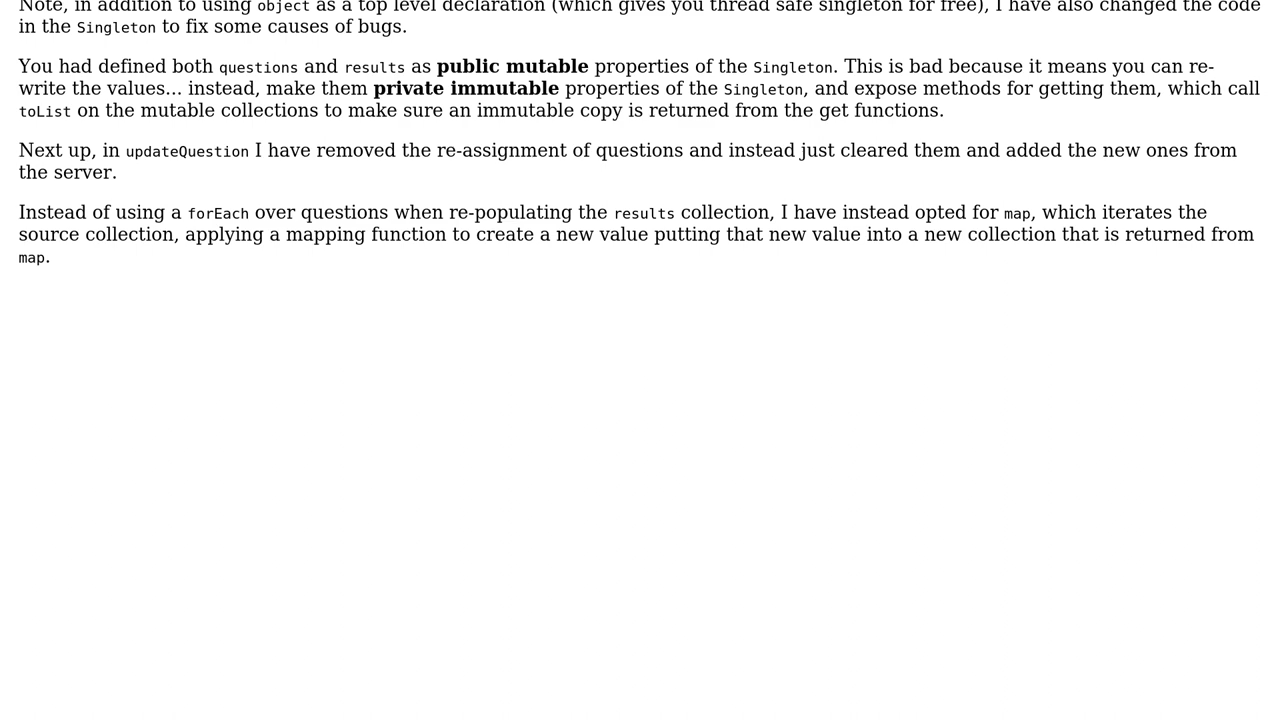 Note, in addition to using object as a top level declaration (which gives you thread safe singleton for free), I have also changed the code
in the Singleton to fix some causes of bugs.
You had defined both questions and results as public mutable properties of the Singleton. This is bad because it means you can re-
write the values... instead, make them private immutable properties of the Singleton, and expose methods for getting them, which call
toList on the mutable collections to make sure an immutable copy is returned from the get functions.
Next up, in updateQuestion I have removed the re-assignment of questions and instead just cleared them and added the new ones from
the server.
Instead of using a forEach over questions when re-populating the results collection, I have instead opted for map, which iterates the
source collection, applying a mapping function to create a new value putting that new value into a new collection that is returned from
map.